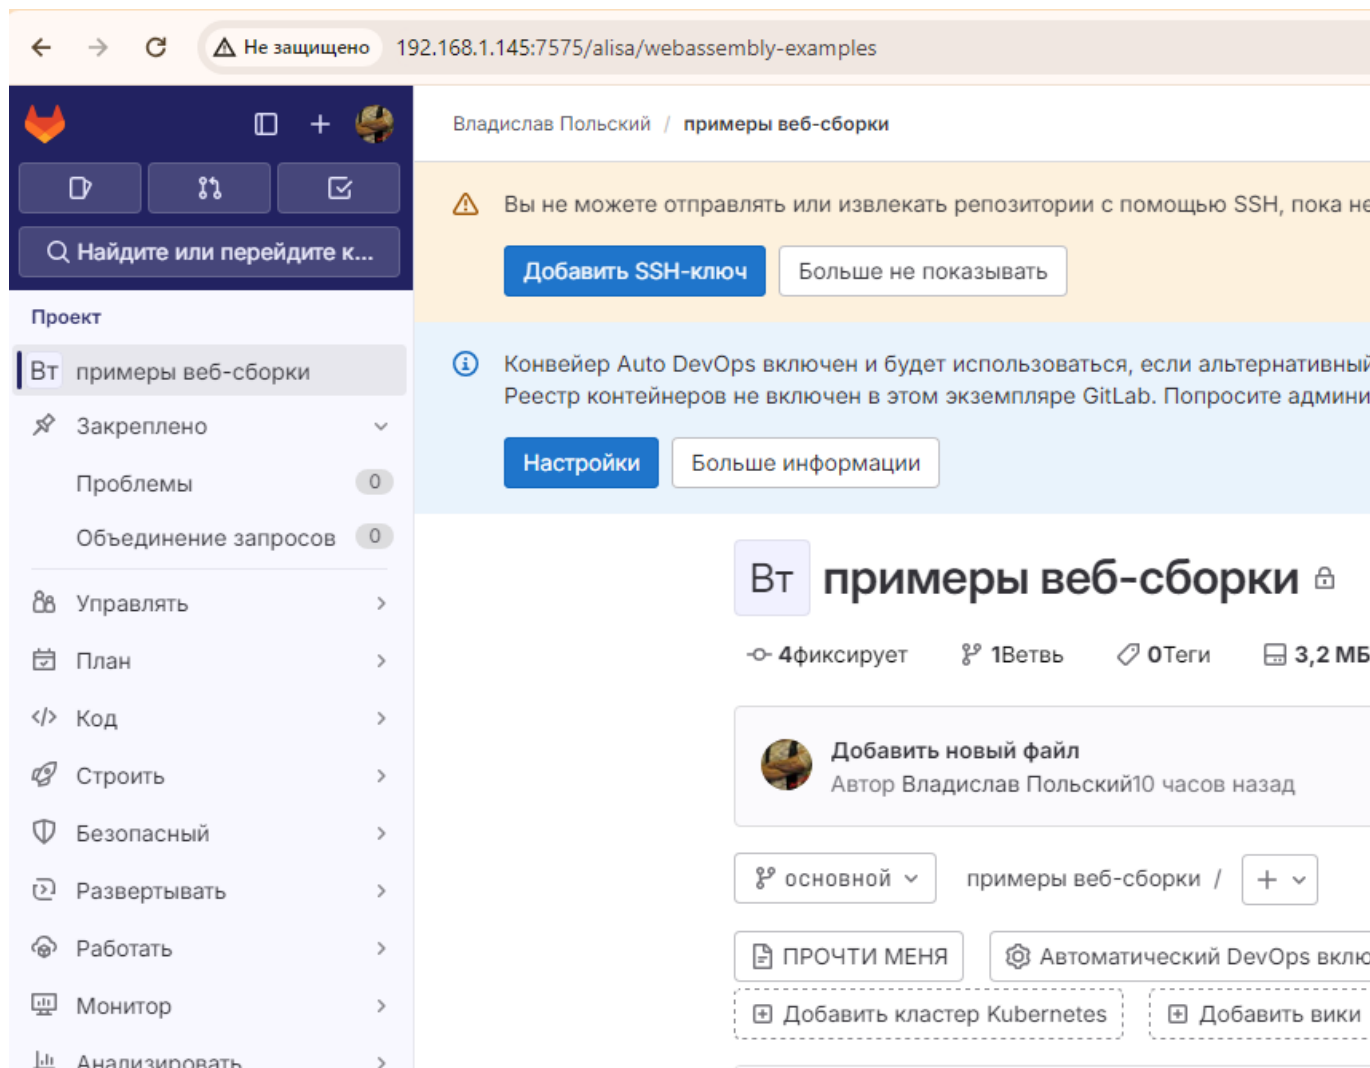 Не защищено 192.168.1.145:7575/alisa/webassembly-examples
Найдите или перейдите к...
Проект
Вт примеры веб-сборки
Закреплено
Проблемы 0
Объединение запросов 0
Управлять
План
Код
Строить
Безопасный
Развертывать
Работать
Монитор
Анализировать
Владислав Польский / примеры веб-сборки
Вы не можете отправлять или извлекать репозитории с помощью SSH, пока не
Добавить SSH-ключ Больше не показывать
Конвейер Auto DevOps включен и будет использоваться, если альтернативный
Реестр контейнеров не включен в этом экземпляре GitLab. Попросите админи
Настройки Больше информации
Вт примеры веб-сборки
4фиксирует 1Ветвь 0Теги 3,2 МБ
Добавить новый файл
Автор Владислав Польский10 часов назад
основной примеры веб-сборки /
ПРОЧТИ МЕНЯ Автоматический DevOps вклю
Добавить кластер Kubernetes Добавить вики